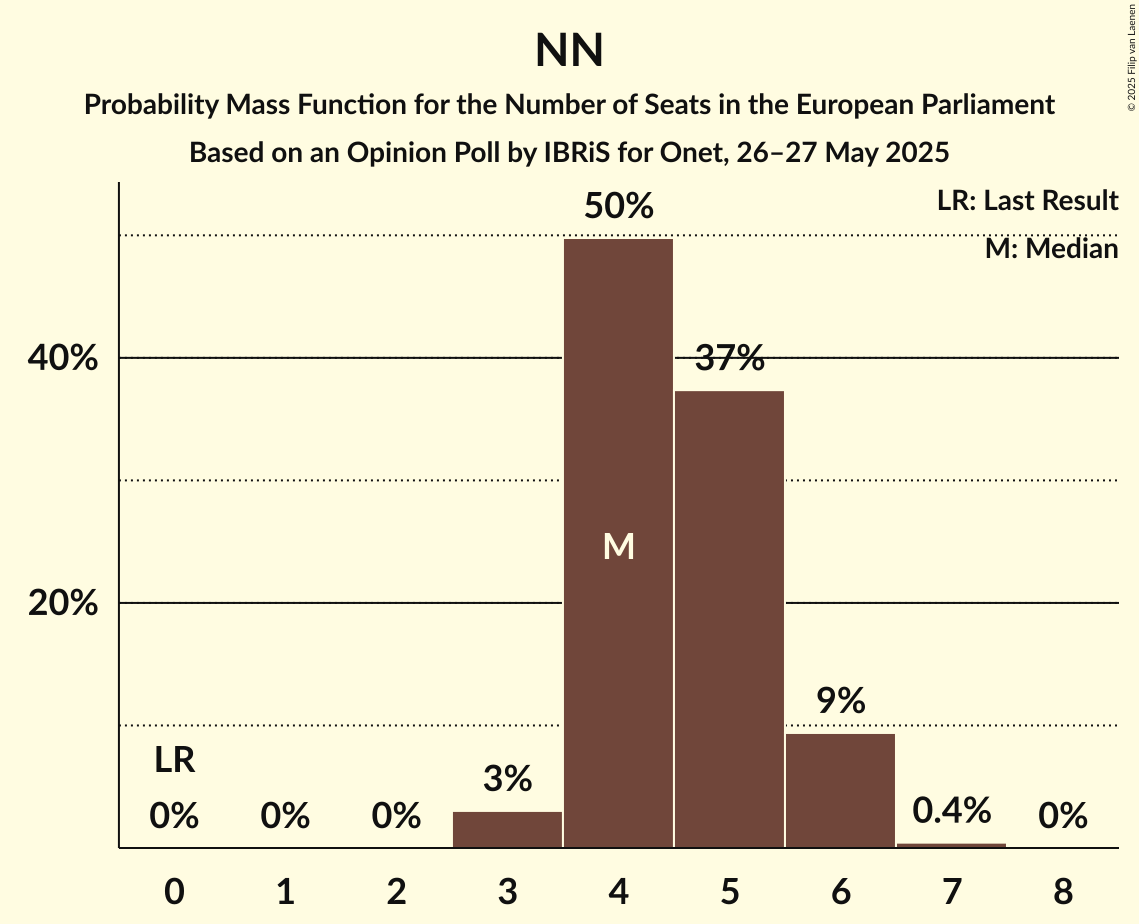 NN
Probability Mass Function for the Number of Seats in the European Parliament
Based on an Opinion Poll by IBRiS for Onet, 26–27 May 2025
© 2025 Filip van Laenen
LR: Last Result
M: Median
50%
40%
37%
M
20%
9%
LR
3%
0%
0%
0%
0.4%
0%
0 1 2 3 4 5 6 7 8